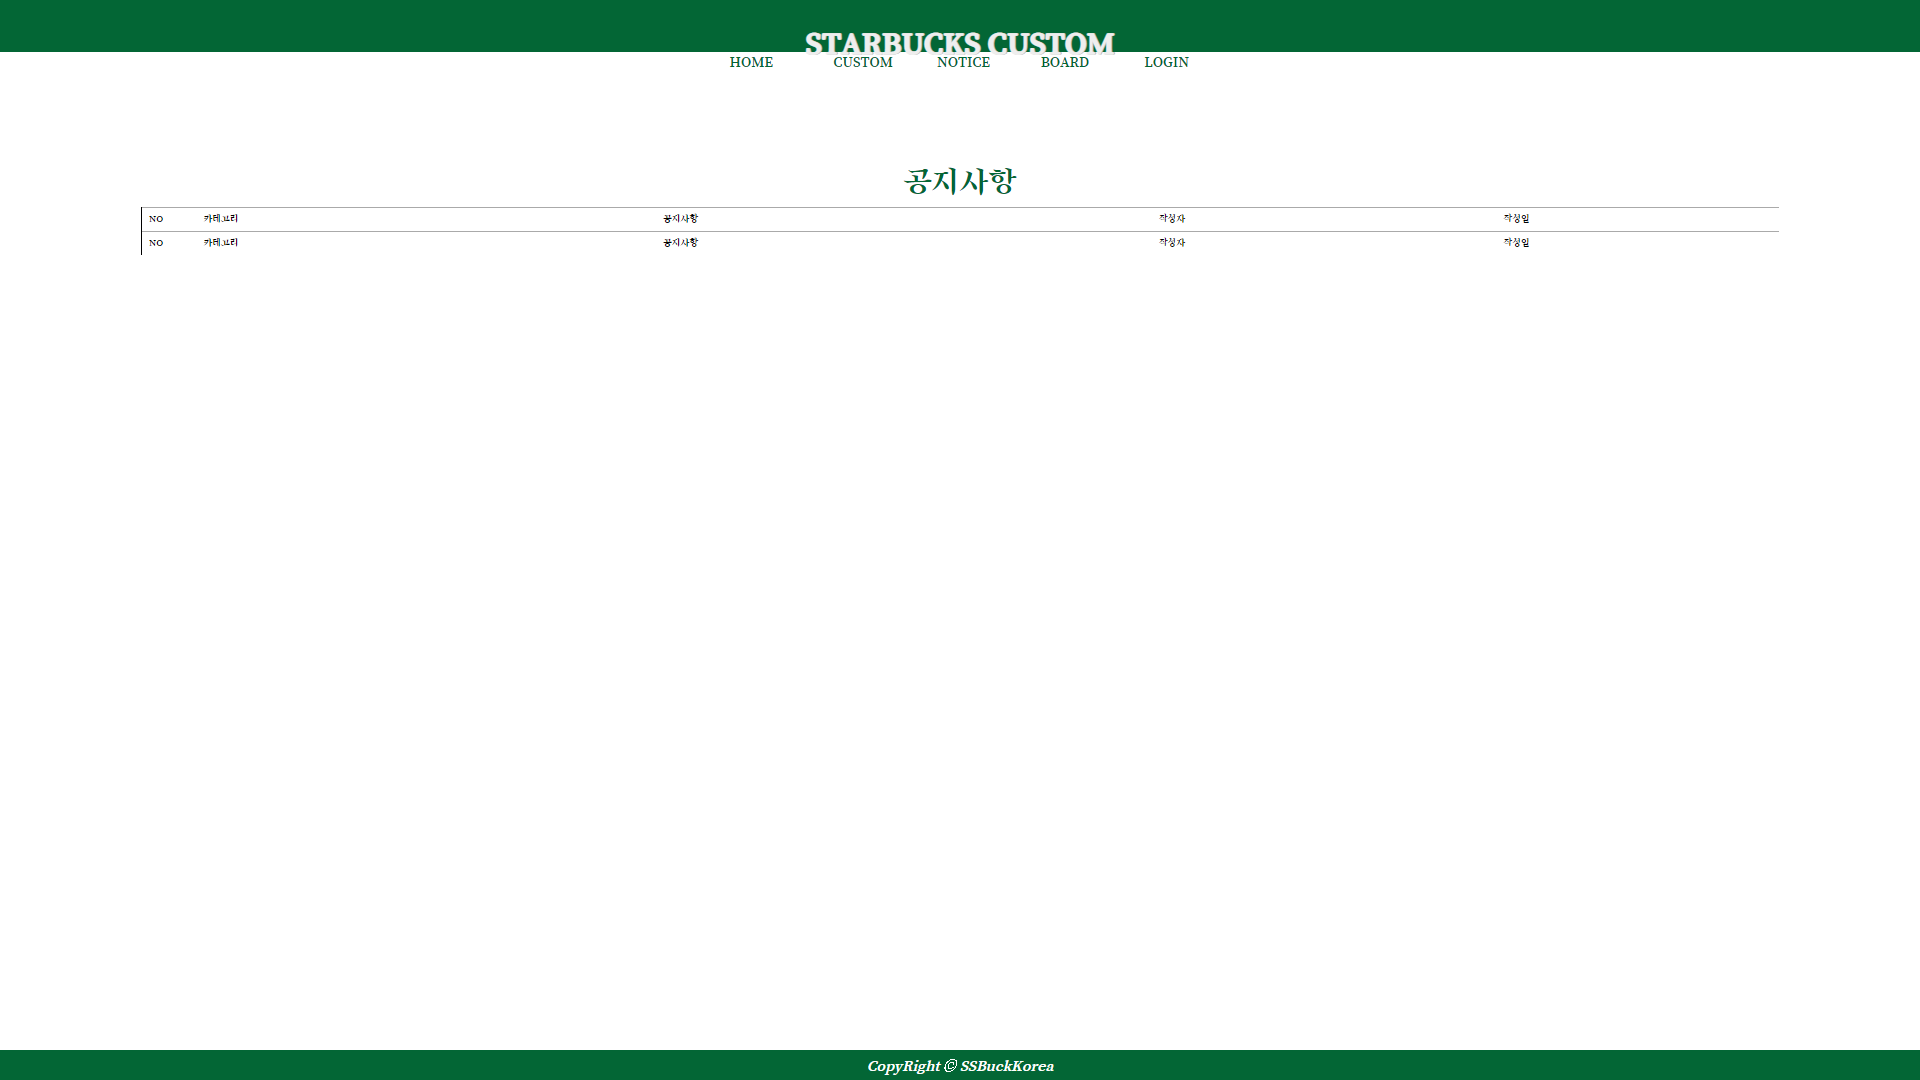 STARBUCKS CUSTOM
HOME CUSTOM NOTICE BOARD LOGIN
공지사항
NO 카테고리 공지사항 작성자 작성일
NO 카테고리 공지사항 작성자 작성일
CopyRight © SSBuckKorea